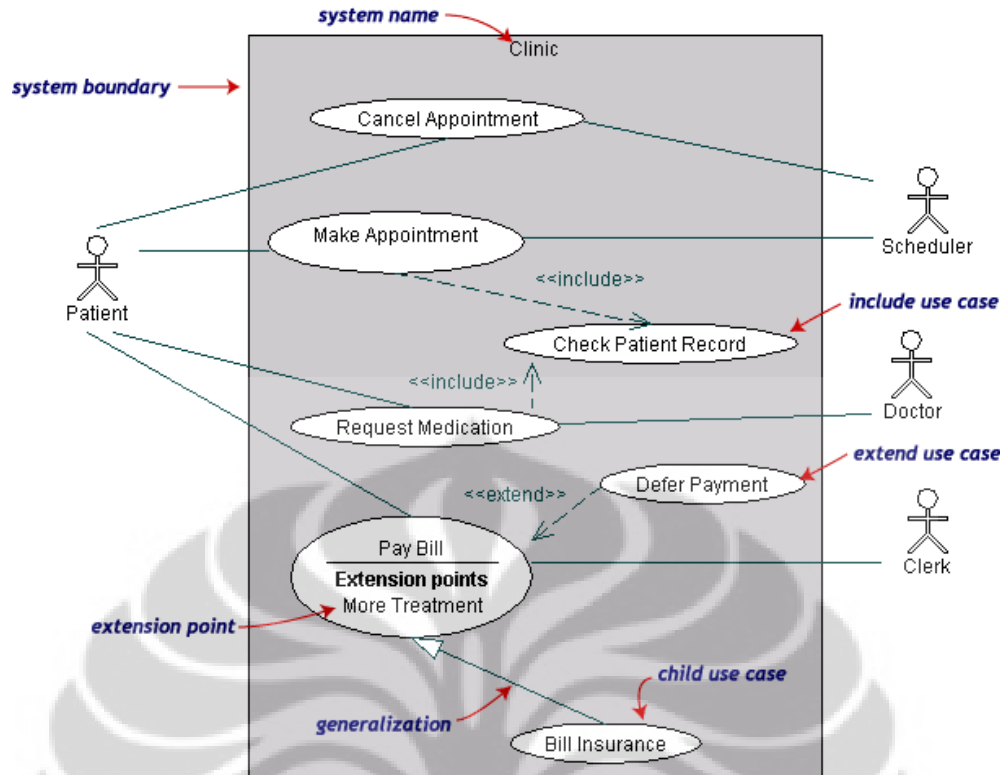 system name
Clinic
system boundary
Cancel Appointment
Make Appointment
Scheduler
<<include>>
Patient
include use case
Check Patient Record
<<include>>
Doctor
Request Medication
extend use case
Defer Payment
<<extend>>
Pay Bill
Extension points
Clerk
More Treatment
extension point
child use case
generalization
Bill Insurance